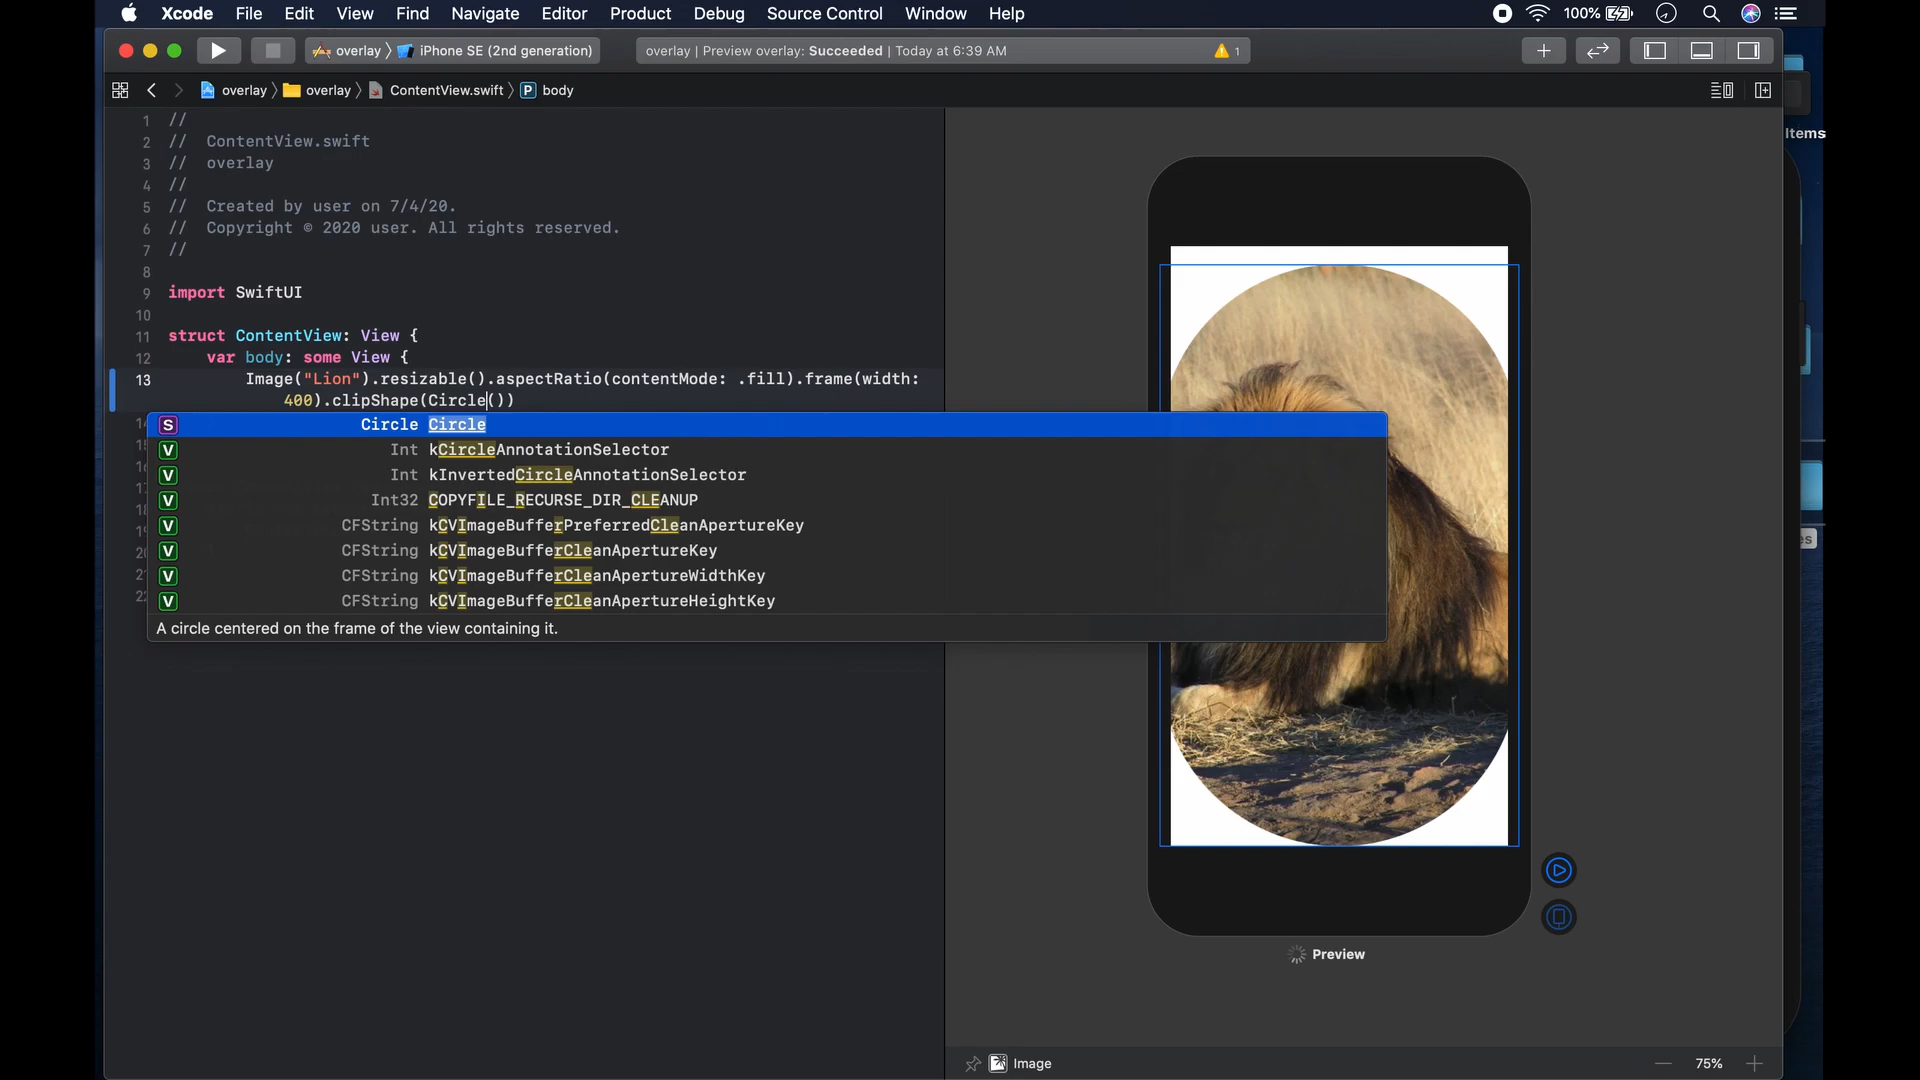 Xcode File Edit View Find Navigate Editor Product Debug Source Control Window Help 100%
overlay iPhone SE (2nd generation) overlay | Preview overlay: Succeeded | Today at 6:39 AM 1
overlay overlay ContentView.swift P body
Items
1 //
2 // ContentView.swift
3 // overlay
4 //
5 // Created by user on 7/4/20.
6 // Copyright © 2020 user. All rights reserved.
7 //
8
9 import SwiftUI
10
11 struct ContentView: View {
12 var body: some View {
13 Image("Lion").resizable().aspectRatio(contentMode: .fill).frame(width:
400).clipShape(Circle())
S Circle Circle
V Int kCircleAnnotationSelector
V Int kInvertedCircleAnnotationSelector
V Int32 COPYFILE_RECURSE_DIR_CLEANUP
V CFString kCVImageBufferPreferredCleanApertureKey
V CFString kCVImageBufferCleanApertureKey
V CFString kCVImageBufferCleanApertureWidthKey
V CFString kCVImageBufferCleanApertureHeightKey
A circle centered on the frame of the view containing it.
Preview
Image 75%